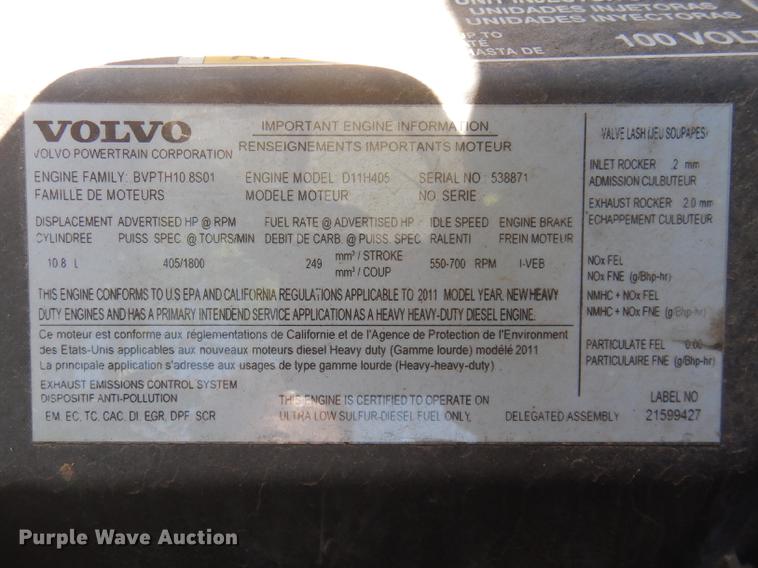 UNIDADES INJETORAS
UNIDADES INYECTORAS
UP TO
ATÉ
HASTA DE
100 VOLT
VOLVO
VOLVO POWERTRAIN CORPORATION
IMPORTANT ENGINE INFORMATION
RENSEIGNEMENTS IMPORTANTS MOTEUR
ENGINE FAMILY: BVPTH10.8S01 ENGINE MODEL: D11H405 SERIAL NO: 538871
FAMILLE DE MOTEURS MODELE MOTEUR NO. SERIE
DISPLACEMENT ADVERTISED HP @ RPM FUEL RATE @ ADVERTISED HP IDLE SPEED ENGINE BRAKE
CYLINDREE PUISS. SPEC @ TOURS/MIN DEBIT DE CARB. @ PUISS. SPEC RALENTI FREIN MOTEUR
10.8 L 405/1800 249 mm³ / STROKE 550-700 RPM I-VEB
mm³ / COUP
THIS ENGINE CONFORMS TO U.S EPA AND CALIFORNIA REGULATIONS APPLICABLE TO 2011 MODEL YEAR. NEW HEAVY
DUTY ENGINES AND HAS A PRIMARY INTENDEND SERVICE APPLICATION AS A HEAVY HEAVY-DUTY DIESEL ENGINE.
Ce moteur est conforme aux réglementations de Californie et de l'Agence de Protection de l'Environment
des Etats-Unis applicables aux nouveaux moteurs diesel Heavy duty (Gamme lourde) modélé 2011
La principale application s'adresse aux usages de type gamme lourde (Heavy-heavy-duty)
EXHAUST EMISSIONS CONTROL SYSTEM
DISPOSITIF ANTI-POLLUTION
EM, EC, TC, CAC, DI, EGR, DPF, SCR
THIS ENGINE IS CERTIFIED TO OPERATE ON
ULTRA LOW SULFUR-DIESEL FUEL ONLY.
DELEGATED ASSEMBLY
VALVE LASH (JEU SOUPAPES)
INLET ROCKER .2 mm
ADMISSION CULBUTEUR
EXHAUST ROCKER 2.0 mm
ECHAPPEMENT CULBUTEUR
NOx FEL
NOx FNE (g/Bhp-hr)
NMHC + NOx FEL
NMHC + NOx FNE (g/Bhp-hr)
PARTICULATE FEL 0.00
PARTICULAIRE FNE (g/Bhp-hr)
LABEL NO
21599427
Purple Wave Auction